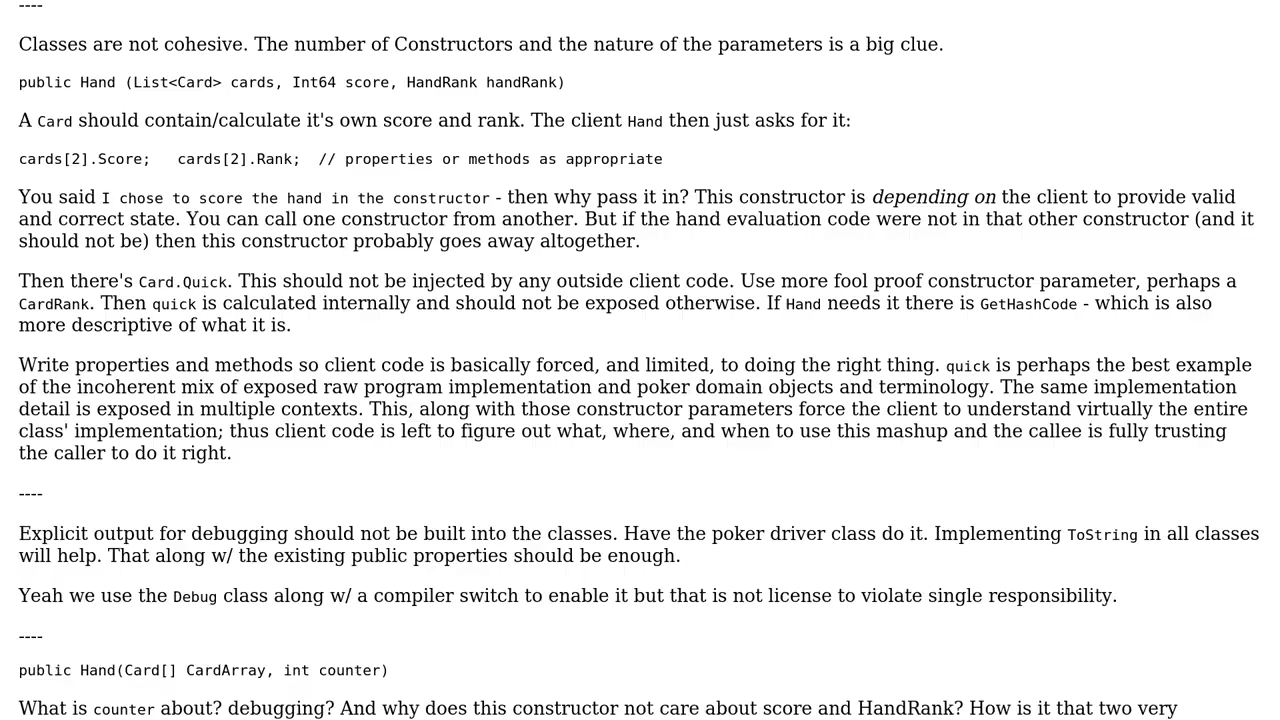 ----
Classes are not cohesive. The number of Constructors and the nature of the parameters is a big clue.
public Hand (List<Card> cards, Int64 score, HandRank handRank)
A Card should contain/calculate it's own score and rank. The client Hand then just asks for it:
cards[2].Score;   cards[2].Rank;  // properties or methods as appropriate
You said I chose to score the hand in the constructor - then why pass it in? This constructor is depending on the client to provide valid
and correct state. You can call one constructor from another. But if the hand evaluation code were not in that other constructor (and it
should not be) then this constructor probably goes away altogether.
Then there's Card.Quick. This should not be injected by any outside client code. Use more fool proof constructor parameter, perhaps a
CardRank. Then quick is calculated internally and should not be exposed otherwise. If Hand needs it there is GetHashCode - which is also
more descriptive of what it is.
Write properties and methods so client code is basically forced, and limited, to doing the right thing. quick is perhaps the best example
of the incoherent mix of exposed raw program implementation and poker domain objects and terminology. The same implementation
detail is exposed in multiple contexts. This, along with those constructor parameters force the client to understand virtually the entire
class' implementation; thus client code is left to figure out what, where, and when to use this mashup and the callee is fully trusting
the caller to do it right.
----
Explicit output for debugging should not be built into the classes. Have the poker driver class do it. Implementing ToString in all classes
will help. That along w/ the existing public properties should be enough.
Yeah we use the Debug class along w/ a compiler switch to enable it but that is not license to violate single responsibility.
----
public Hand(Card[] CardArray, int counter)
What is counter about? debugging? And why does this constructor not care about score and HandRank? How is it that two very